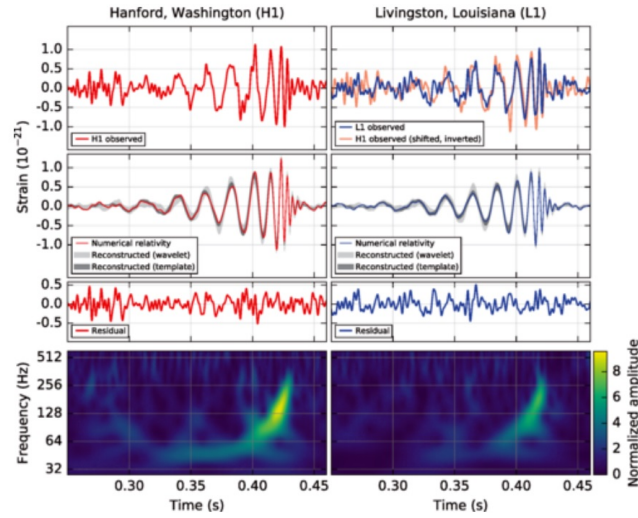 Hanford, Washington (H1)
Livingston, Louisiana (L1)
1.0
0.5
0.0
-0.5
-1.0
H1 observed
L1 observed
H1 observed (shifted, inverted)
Strain (10⁻²¹)
1.0
0.5
0.0
-0.5
-1.0
Numerical relativity
Reconstructed (wavelet)
Reconstructed (template)
Numerical relativity
Reconstructed (wavelet)
Reconstructed (template)
0.5
0.0
-0.5
Residual
Residual
Frequency (Hz)
512
256
128
64
32
0.30
0.35
0.40
0.45
Time (s)
0.30
0.35
0.40
0.45
Time (s)
8
6
4
2
0
Normalized amplitude